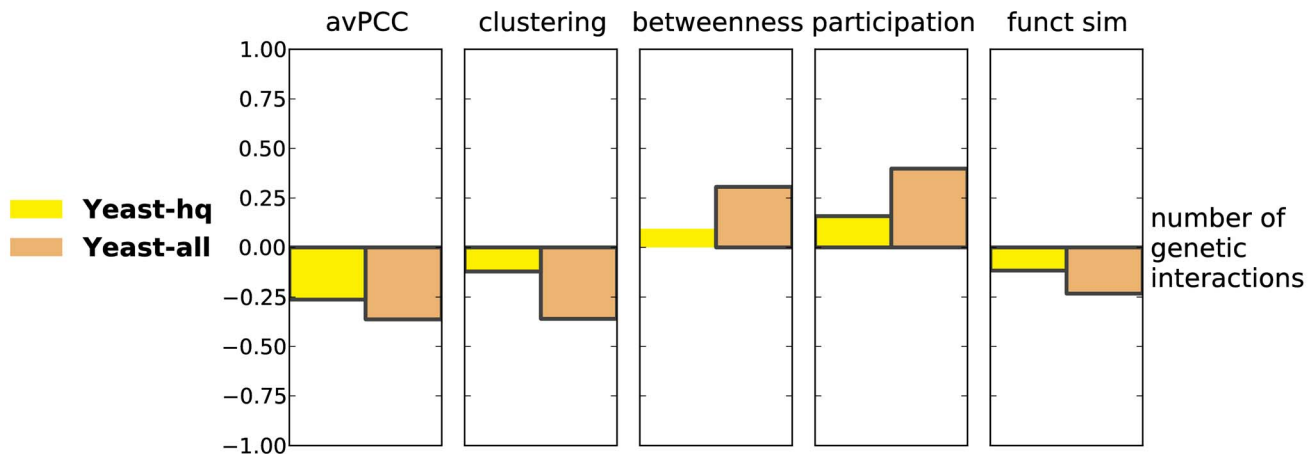 avPCC clustering betweenness participation funct sim
1.00
0.75
0.50
0.25
0.00
−0.25
−0.50
−0.75
−1.00
Yeast-hq
Yeast-all
number of
genetic
interactions